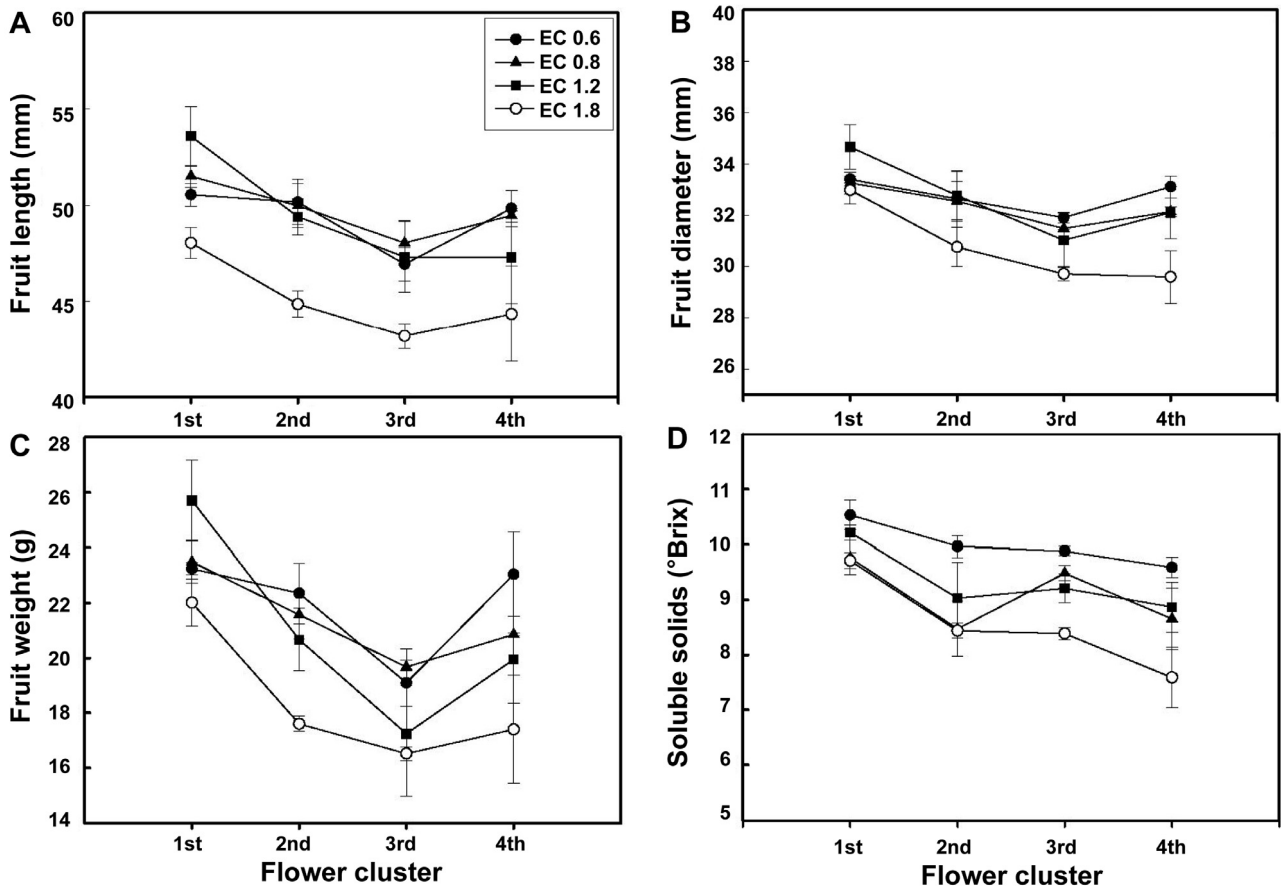 A
Fruit length (mm)
60
55
50
45
40
EC 0.6
EC 0.8
EC 1.2
EC 1.8
1st 2nd 3rd 4th
B
Fruit diameter (mm)
40
38
36
34
32
30
28
26
1st 2nd 3rd 4th
C
Fruit weight (g)
28
26
24
22
20
18
16
14
1st 2nd 3rd 4th
Flower cluster
D
Soluble solids (°Brix)
12
11
10
9
8
7
6
5
1st 2nd 3rd 4th
Flower cluster